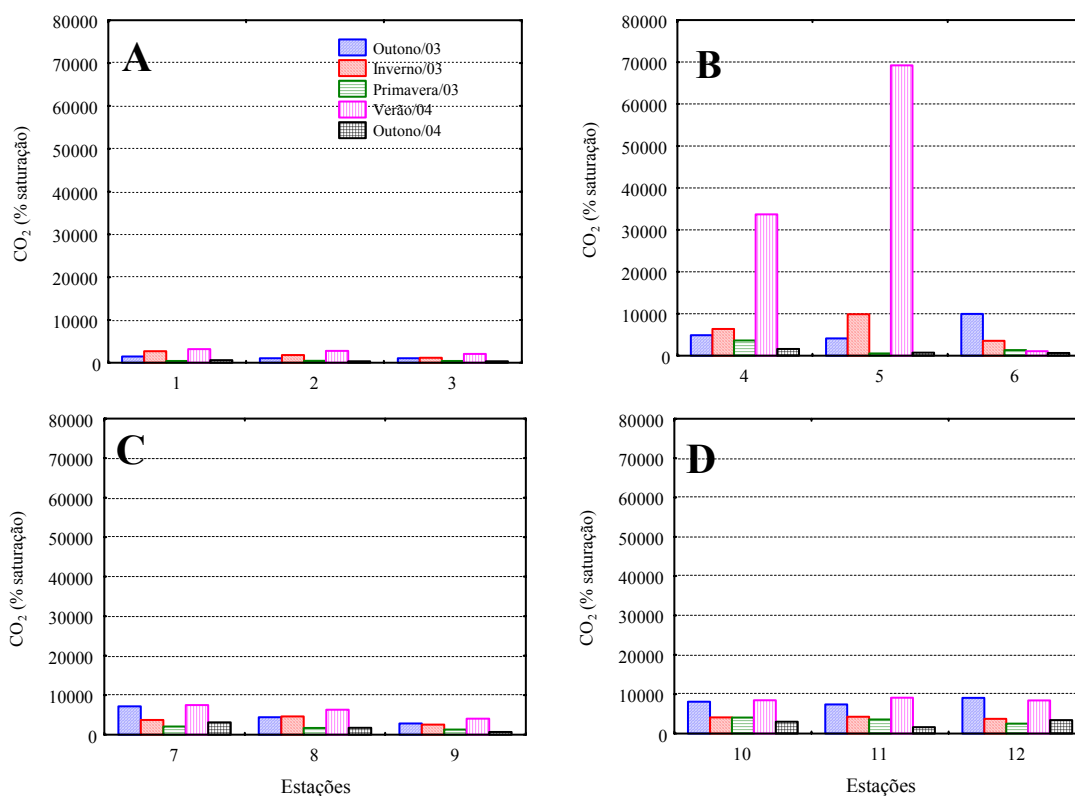 A
CO₂ (% saturação)
80000
70000
60000
50000
40000
30000
20000
10000
0
1 2 3
Outono/03
Inverno/03
Primavera/03
Verão/04
Outono/04
B
CO₂ (% saturação)
80000
70000
60000
50000
40000
30000
20000
10000
0
4 5 6
C
CO₂ (% saturação)
80000
70000
60000
50000
40000
30000
20000
10000
0
7 8 9
Estações
D
CO₂ (% saturação)
80000
70000
60000
50000
40000
30000
20000
10000
0
10 11 12
Estações